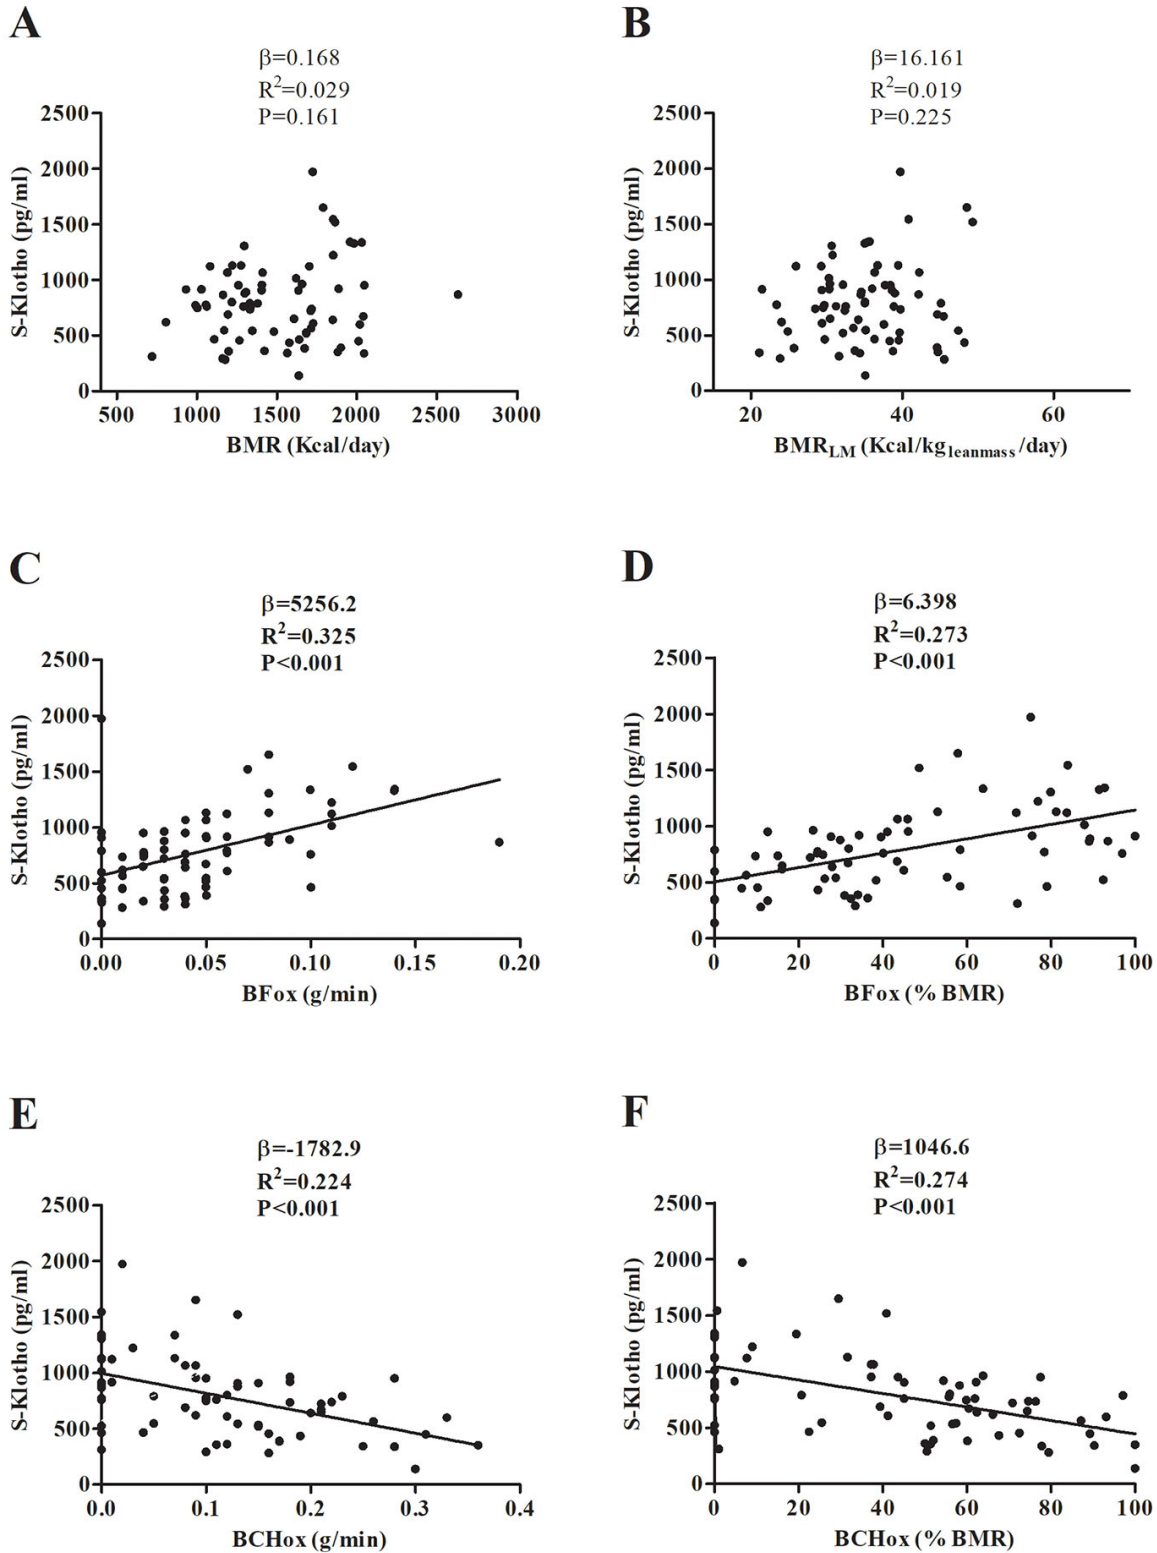 A
β=0.168
R²=0.029
P=0.161
2500
2000
1500
1000
500
0
S-Klotho (pg/ml)
500 1000 1500 2000 2500 3000
BMR (Kcal/day)
B
β=16.161
R²=0.019
P=0.225
2500
2000
1500
1000
500
0
S-Klotho (pg/ml)
20 40 60
BMR LM (Kcal/kg leanmass /day)
C
β=5256.2
R²=0.325
P<0.001
2500
2000
1500
1000
500
0
S-Klotho (pg/ml)
0.00 0.05 0.10 0.15 0.20
BFox (g/min)
D
β=6.398
R²=0.273
P<0.001
2500
2000
1500
1000
500
0
S-Klotho (pg/ml)
0 20 40 60 80 100
BFox (% BMR)
E
β=-1782.9
R²=0.224
P<0.001
2500
2000
1500
1000
500
0
S-Klotho (pg/ml)
0.0 0.1 0.2 0.3 0.4
BCHox (g/min)
F
β=1046.6
R²=0.274
P<0.001
2500
2000
1500
1000
500
0
S-Klotho (pg/ml)
0 20 40 60 80 100
BCHox (% BMR)